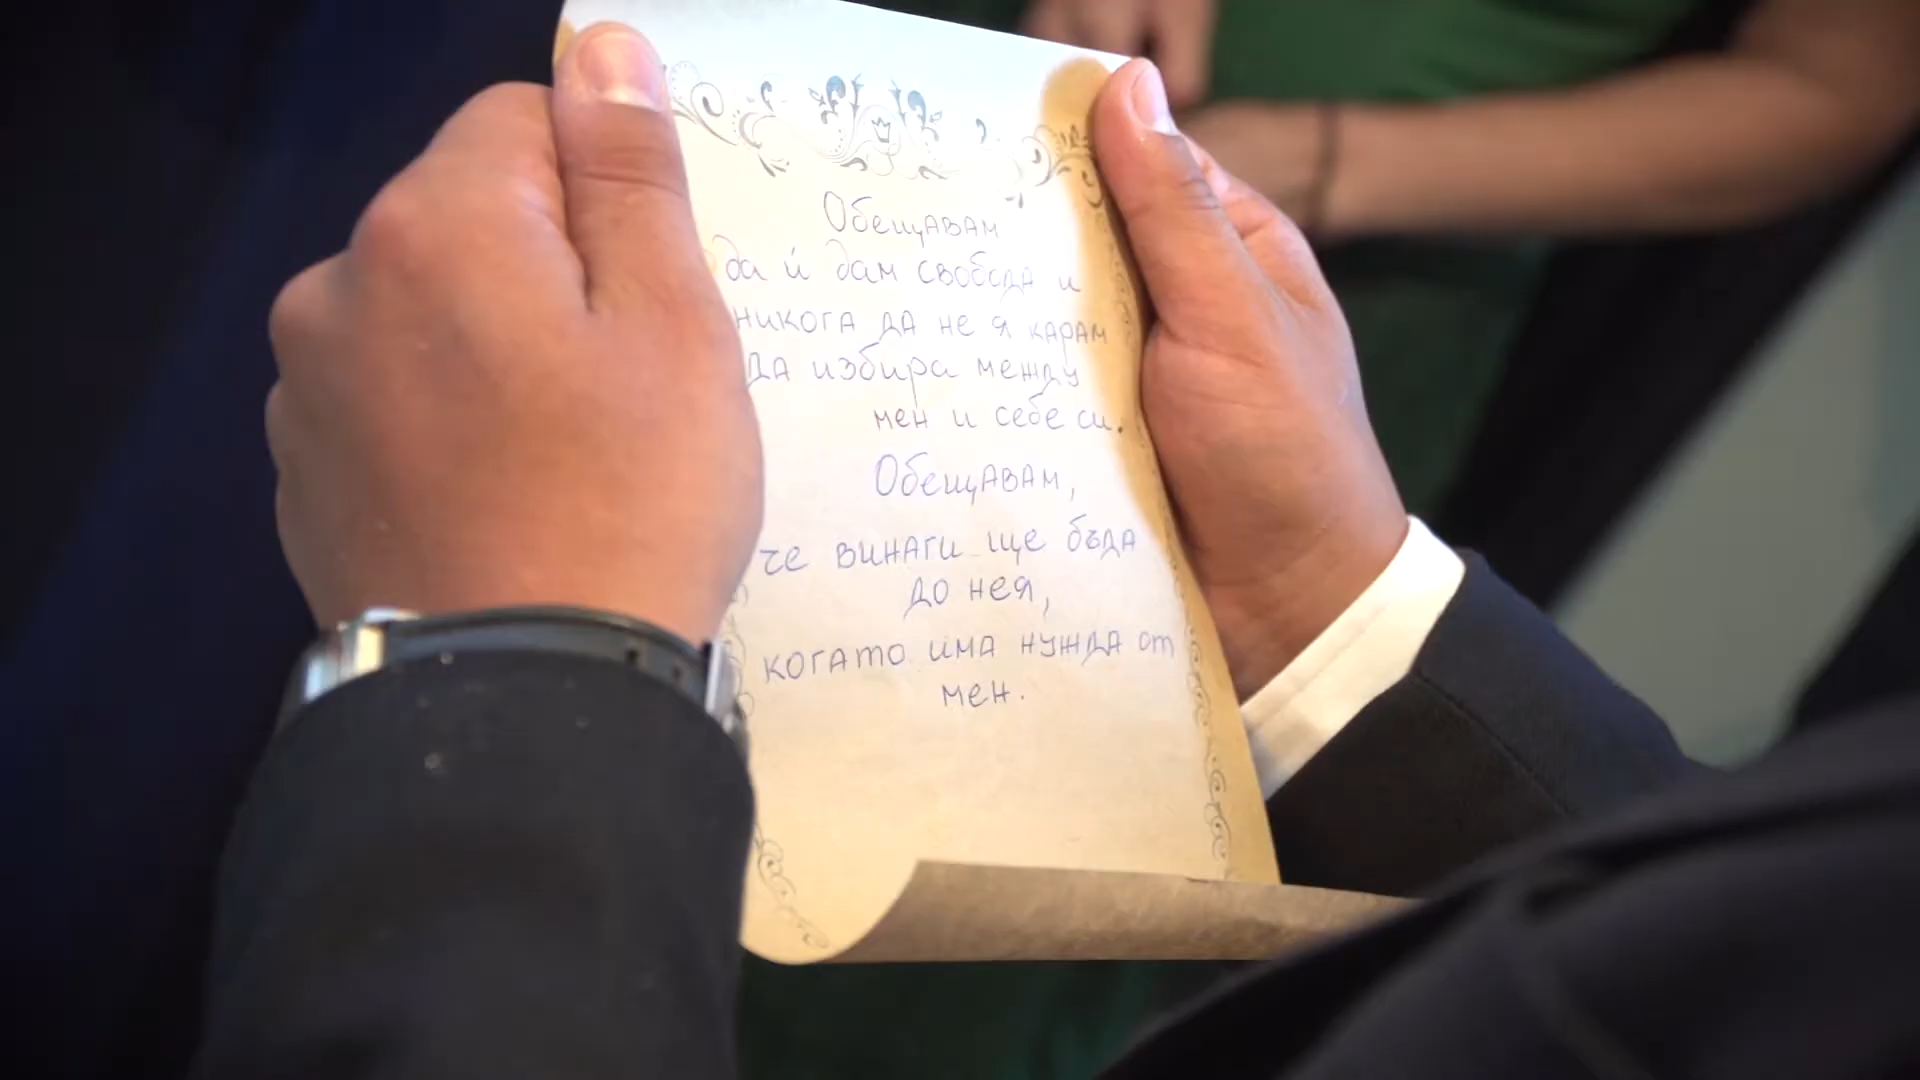 Обещавам
да ѝ дам свобода и
никога да не я карам
да избира между
мен и себе си.
Обещавам,
че винаги ще бъда
до нея,
когато има нужда от
мен.